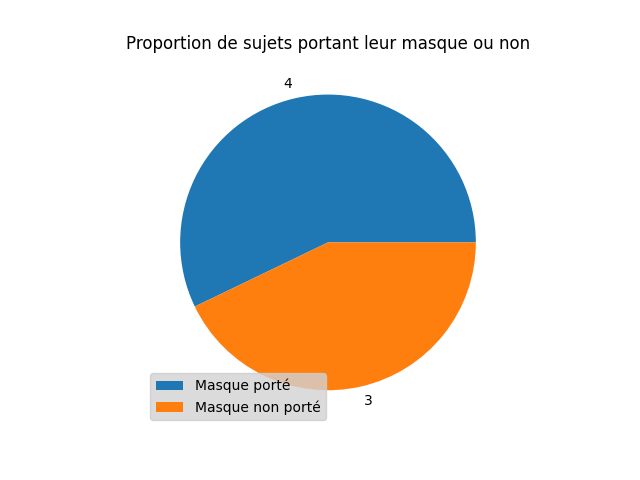 Proportion de sujets portant leur masque ou non
4
Masque porté
Masque non porté
3